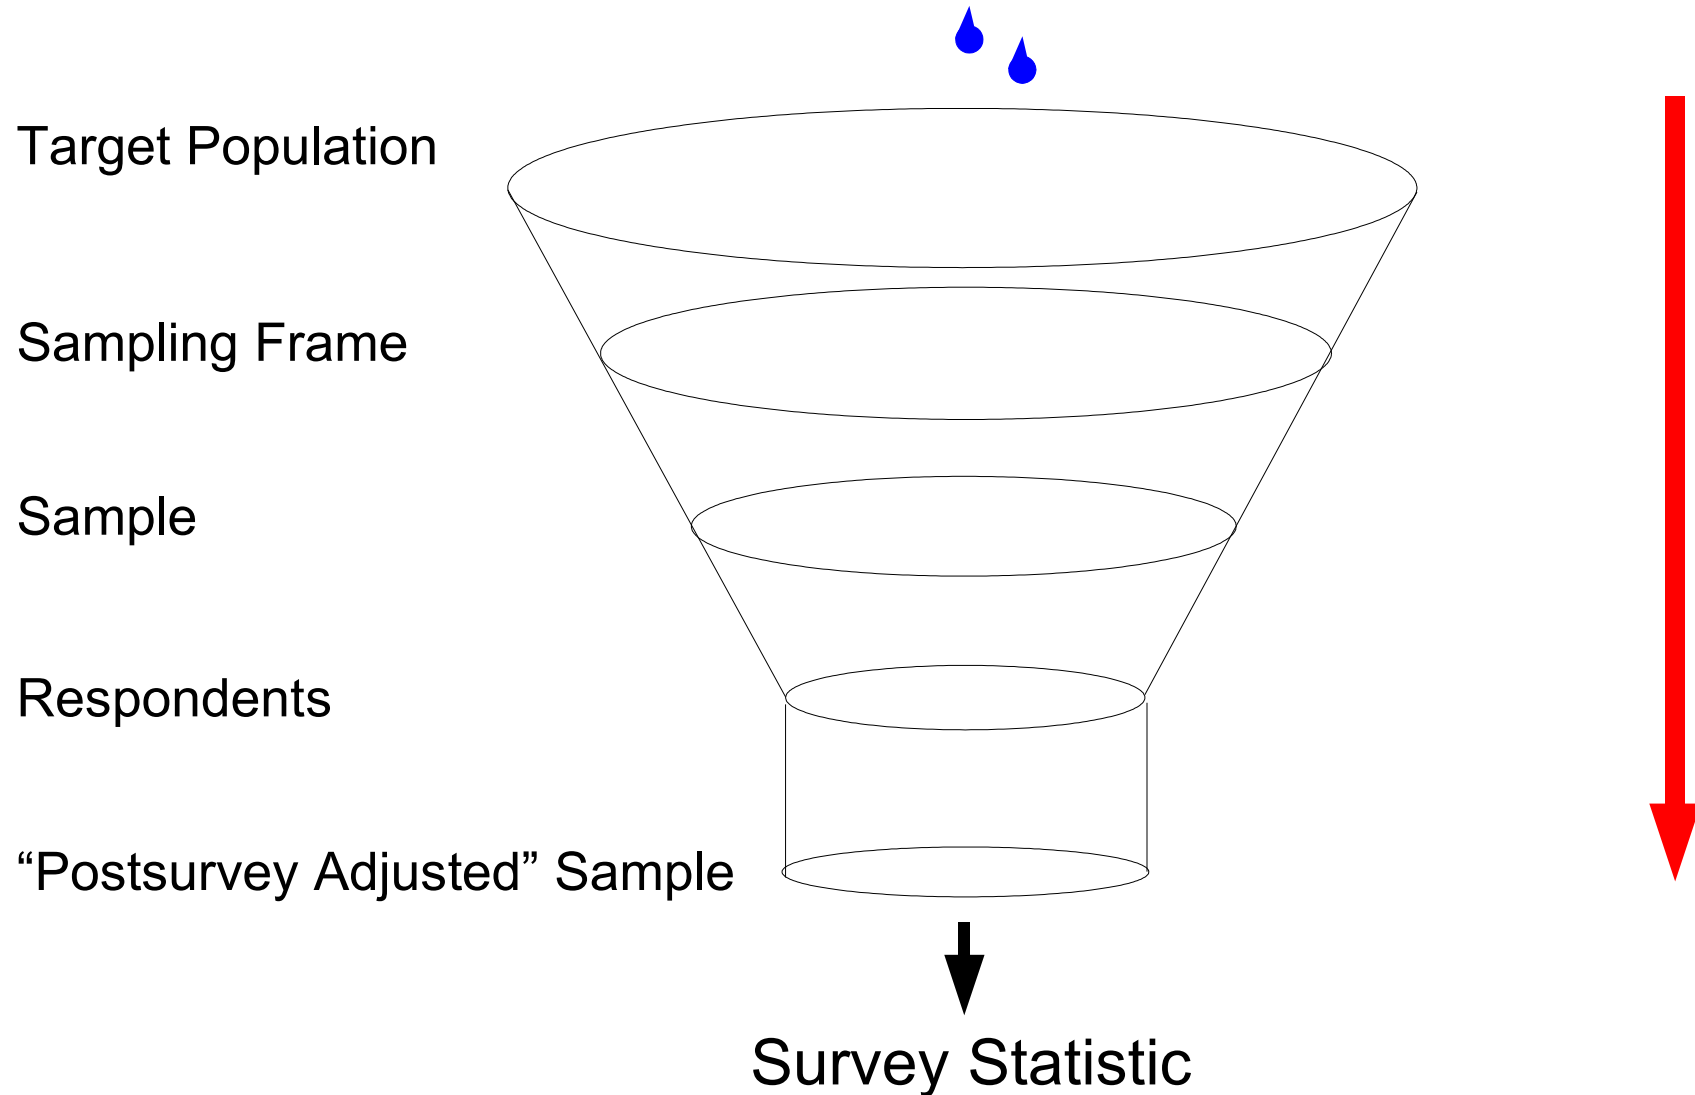 Target Population
Sampling Frame
Sample
Respondents
“Postsurvey Adjusted” Sample
Survey Statistic